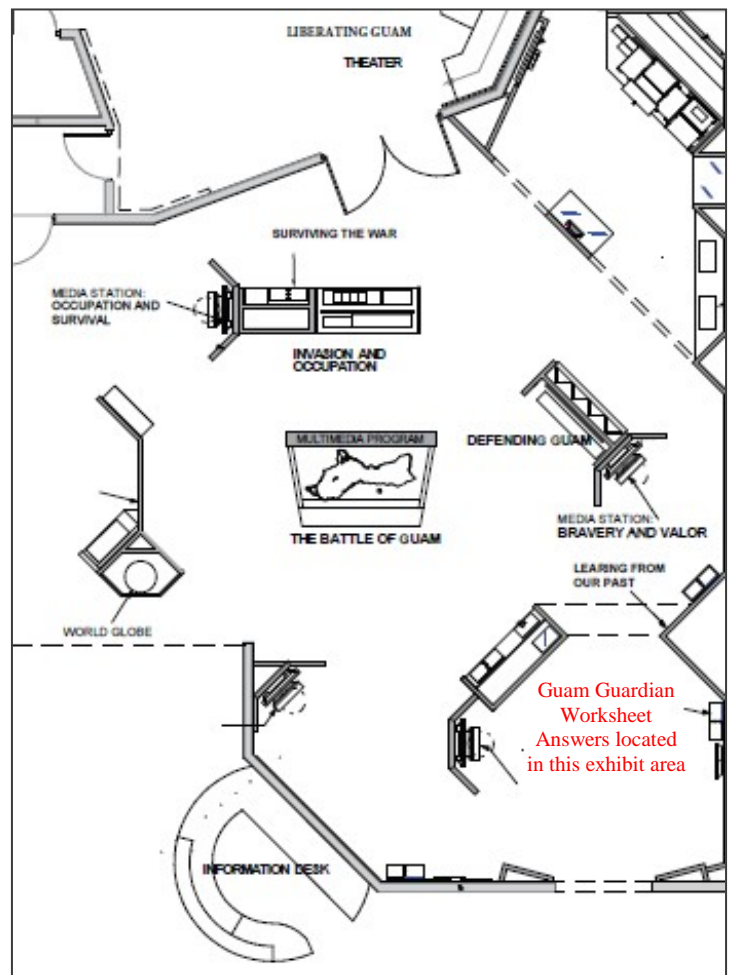 LIBERATING GUAM
THEATER
SURVIVING THE WAR
MEDIA STATION:
OCCUPATION AND
SURVIVAL
INVASION AND
OCCUPATION
MULTIMEDIA PROGRAM
DEFENDING GUAM
THE BATTLE OF GUAM
MEDIA STATION:
BRAVERY AND VALOR
LEARING FROM
OUR PAST
WORLD GLOBE
Guam Guardian
Worksheet
Answers located
in this exhibit area
INFORMATION DESK